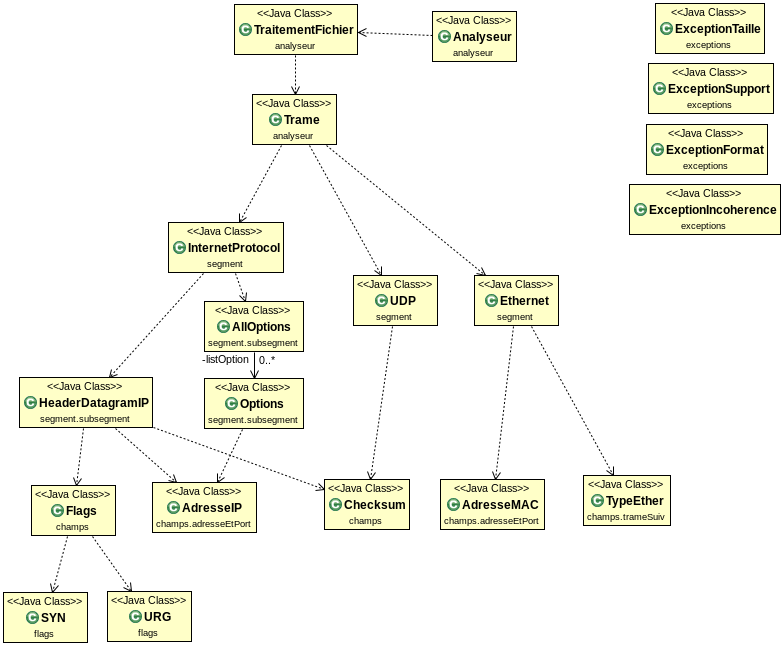 <<Java Class>>
TraitementFichier
analyseur
<<Java Class>>
Analyseur
analyseur
<<Java Class>>
ExceptionTaille
exceptions
<<Java Class>>
ExceptionSupport
exceptions
<<Java Class>>
Trame
analyseur
<<Java Class>>
ExceptionFormat
exceptions
<<Java Class>>
ExceptionIncoherence
exceptions
<<Java Class>>
InternetProtocol
segment
<<Java Class>>
AllOptions
segment.subsegment
<<Java Class>>
UDP
segment
<<Java Class>>
Ethernet
segment
-listOption 0..*
<<Java Class>>
HeaderDatagramIP
segment.subsegment
<<Java Class>>
Options
segment.subsegment
<<Java Class>>
Flags
champs
<<Java Class>>
AdresseIP
champs.adresseEtPort
<<Java Class>>
Checksum
champs
<<Java Class>>
AdresseMAC
champs.adresseEtPort
<<Java Class>>
TypeEther
champs.trameSuiv
<<Java Class>>
SYN
flags
<<Java Class>>
URG
flags